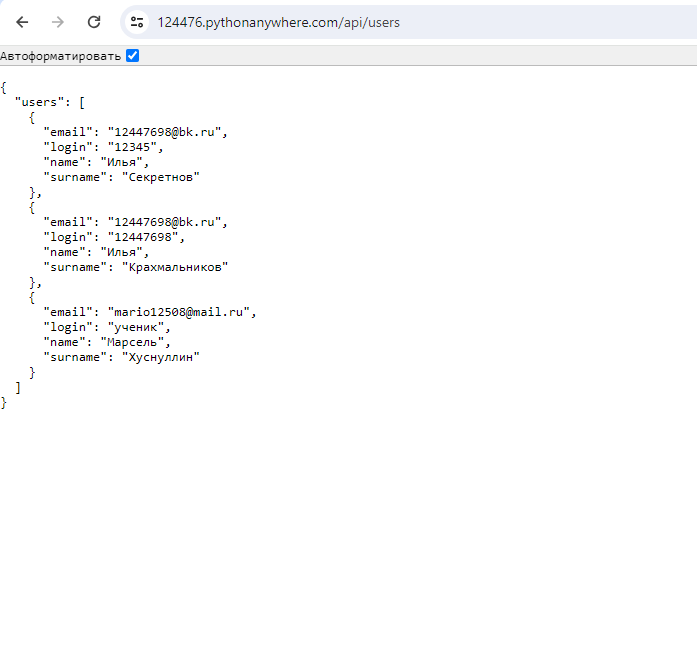 124476.pythonanywhere.com/api/users
Автоформатировать
{
  "users": [
    {
      "email": "12447698@bk.ru",
      "login": "12345",
      "name": "Илья",
      "surname": "Секретнов"
    },
    {
      "email": "12447698@bk.ru",
      "login": "12447698",
      "name": "Илья",
      "surname": "Крахмальников"
    },
    {
      "email": "mario12508@mail.ru",
      "login": "ученик",
      "name": "Марсель",
      "surname": "Хуснуллин"
    }
  ]
}